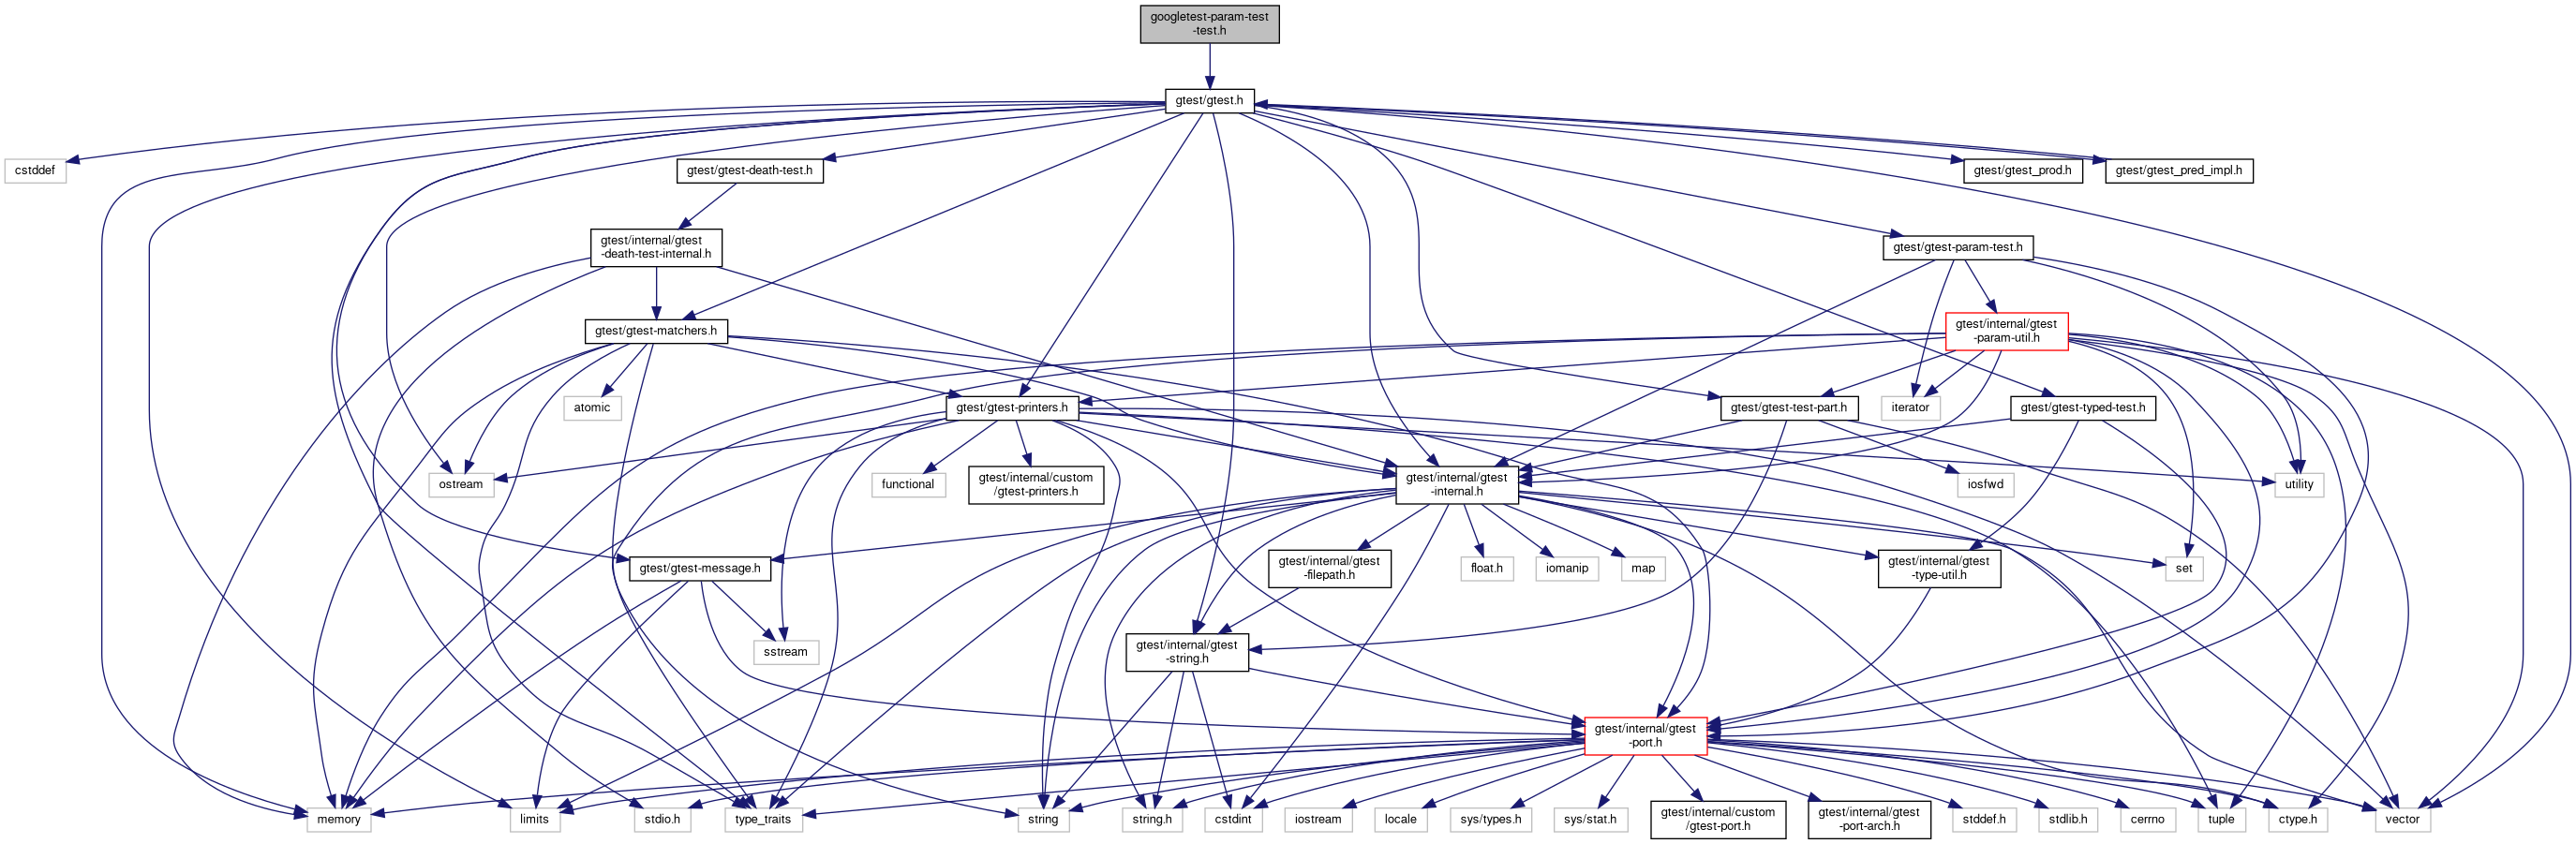 googletest-param-test
-test.h
gtest/gtest.h
cstddef
gtest/gtest-death-test.h
gtest/gtest_prod.h
gtest/gtest_pred_impl.h
gtest/internal/gtest
-death-test-internal.h
gtest/gtest-param-test.h
gtest/gtest-matchers.h
gtest/internal/gtest
-param-util.h
atomic
gtest/gtest-printers.h
gtest/gtest-test-part.h
iterator
gtest/gtest-typed-test.h
ostream
functional
gtest/internal/custom
/gtest-printers.h
gtest/internal/gtest
-internal.h
iosfwd
utility
gtest/gtest-message.h
gtest/internal/gtest
-filepath.h
float.h
iomanip
map
gtest/internal/gtest
-type-util.h
set
sstream
gtest/internal/gtest
-string.h
gtest/internal/gtest
-port.h
memory
limits
stdio.h
type_traits
string
string.h
cstdint
iostream
locale
sys/types.h
sys/stat.h
gtest/internal/custom
/gtest-port.h
gtest/internal/gtest
-port-arch.h
stddef.h
stdlib.h
cerrno
tuple
ctype.h
vector